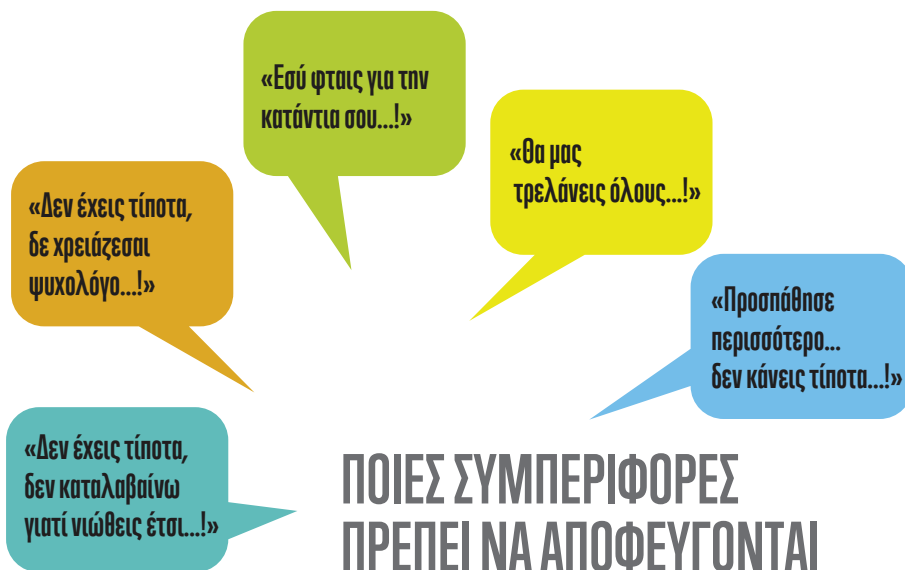 «Εσύ φταις για την
κατάντια σου...!»
«Θα μας
τρελάνεις όλους...!»
«Δεν έχεις τίποτα,
δε χρειάζεσαι
ψυχολόγο...!»
«Προσπάθησε
περισσότερο...
δεν κάνεις τίποτα...!»
«Δεν έχεις τίποτα,
δεν καταλαβαίνω
γιατί νιώθεις έτσι...!»
ΠΟΙΕΣ ΣΥΜΠΕΡΙΦΟΡΕΣ
ΠΡΕΠΕΙ ΝΑ ΑΠΟΦΕΥΓΟΝΤΑΙ